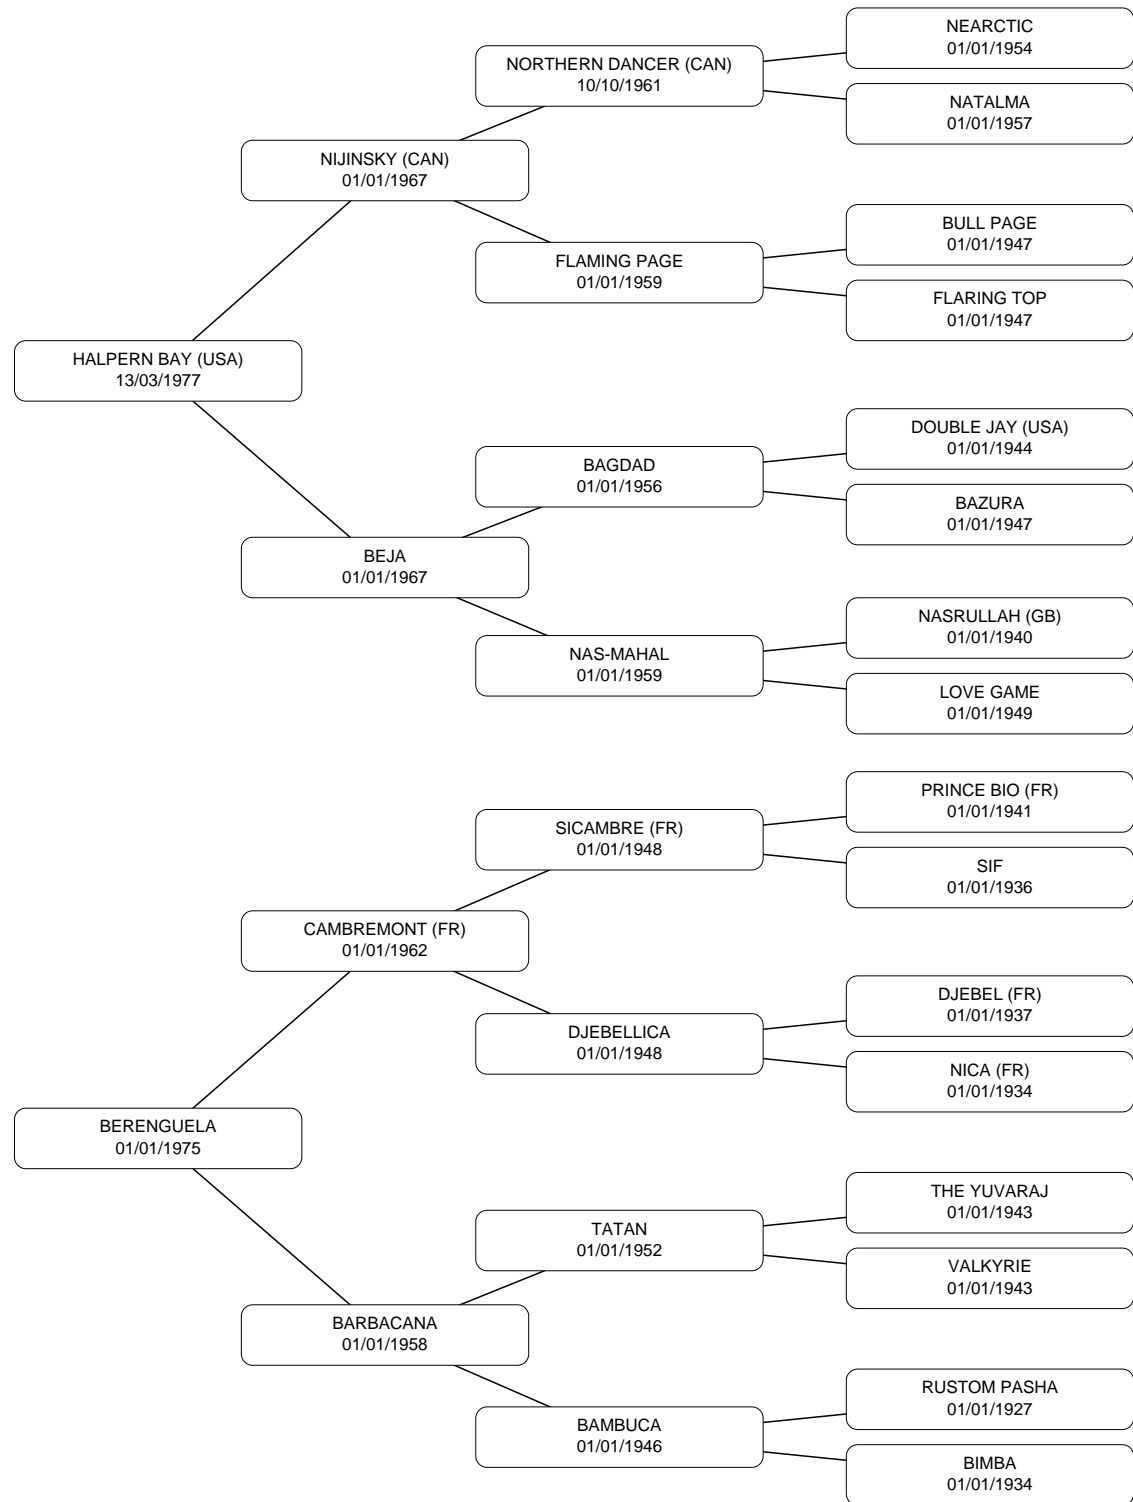 NEARCTIC
01/01/1954
NORTHERN DANCER (CAN)
10/10/1961
NATALMA
01/01/1957
NIJINSKY (CAN)
01/01/1967
BULL PAGE
01/01/1947
FLAMING PAGE
01/01/1959
FLARING TOP
01/01/1947
HALPERN BAY (USA)
13/03/1977
DOUBLE JAY (USA)
01/01/1944
BAGDAD
01/01/1956
BAZURA
01/01/1947
BEJA
01/01/1967
NASRULLAH (GB)
01/01/1940
NAS-MAHAL
01/01/1959
LOVE GAME
01/01/1949
PRINCE BIO (FR)
01/01/1941
SICAMBRE (FR)
01/01/1948
SIF
01/01/1936
CAMBREMONT (FR)
01/01/1962
DJEBEL (FR)
01/01/1937
DJEBELLICA
01/01/1948
NICA (FR)
01/01/1934
BERENGUELA
01/01/1975
THE YUVARAJ
01/01/1943
TATAN
01/01/1952
VALKYRIE
01/01/1943
BARBACANA
01/01/1958
RUSTOM PASHA
01/01/1927
BAMBUCA
01/01/1946
BIMBA
01/01/1934